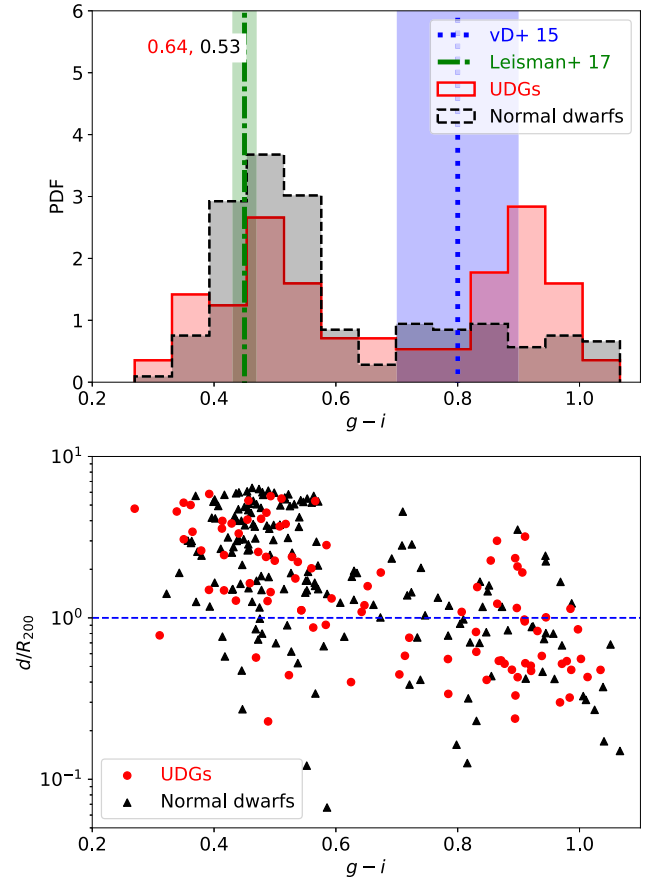 6
5
4
3
2
1
0
PDF
0.64, 0.53
vD+ 15
Leisman+ 17
UDGs
Normal dwarfs
0.2 0.4 0.6 0.8 1.0
g − i
10¹
10⁰
10⁻¹
d/R₂₀₀
UDGs
Normal dwarfs
0.2 0.4 0.6 0.8 1.0
g − i